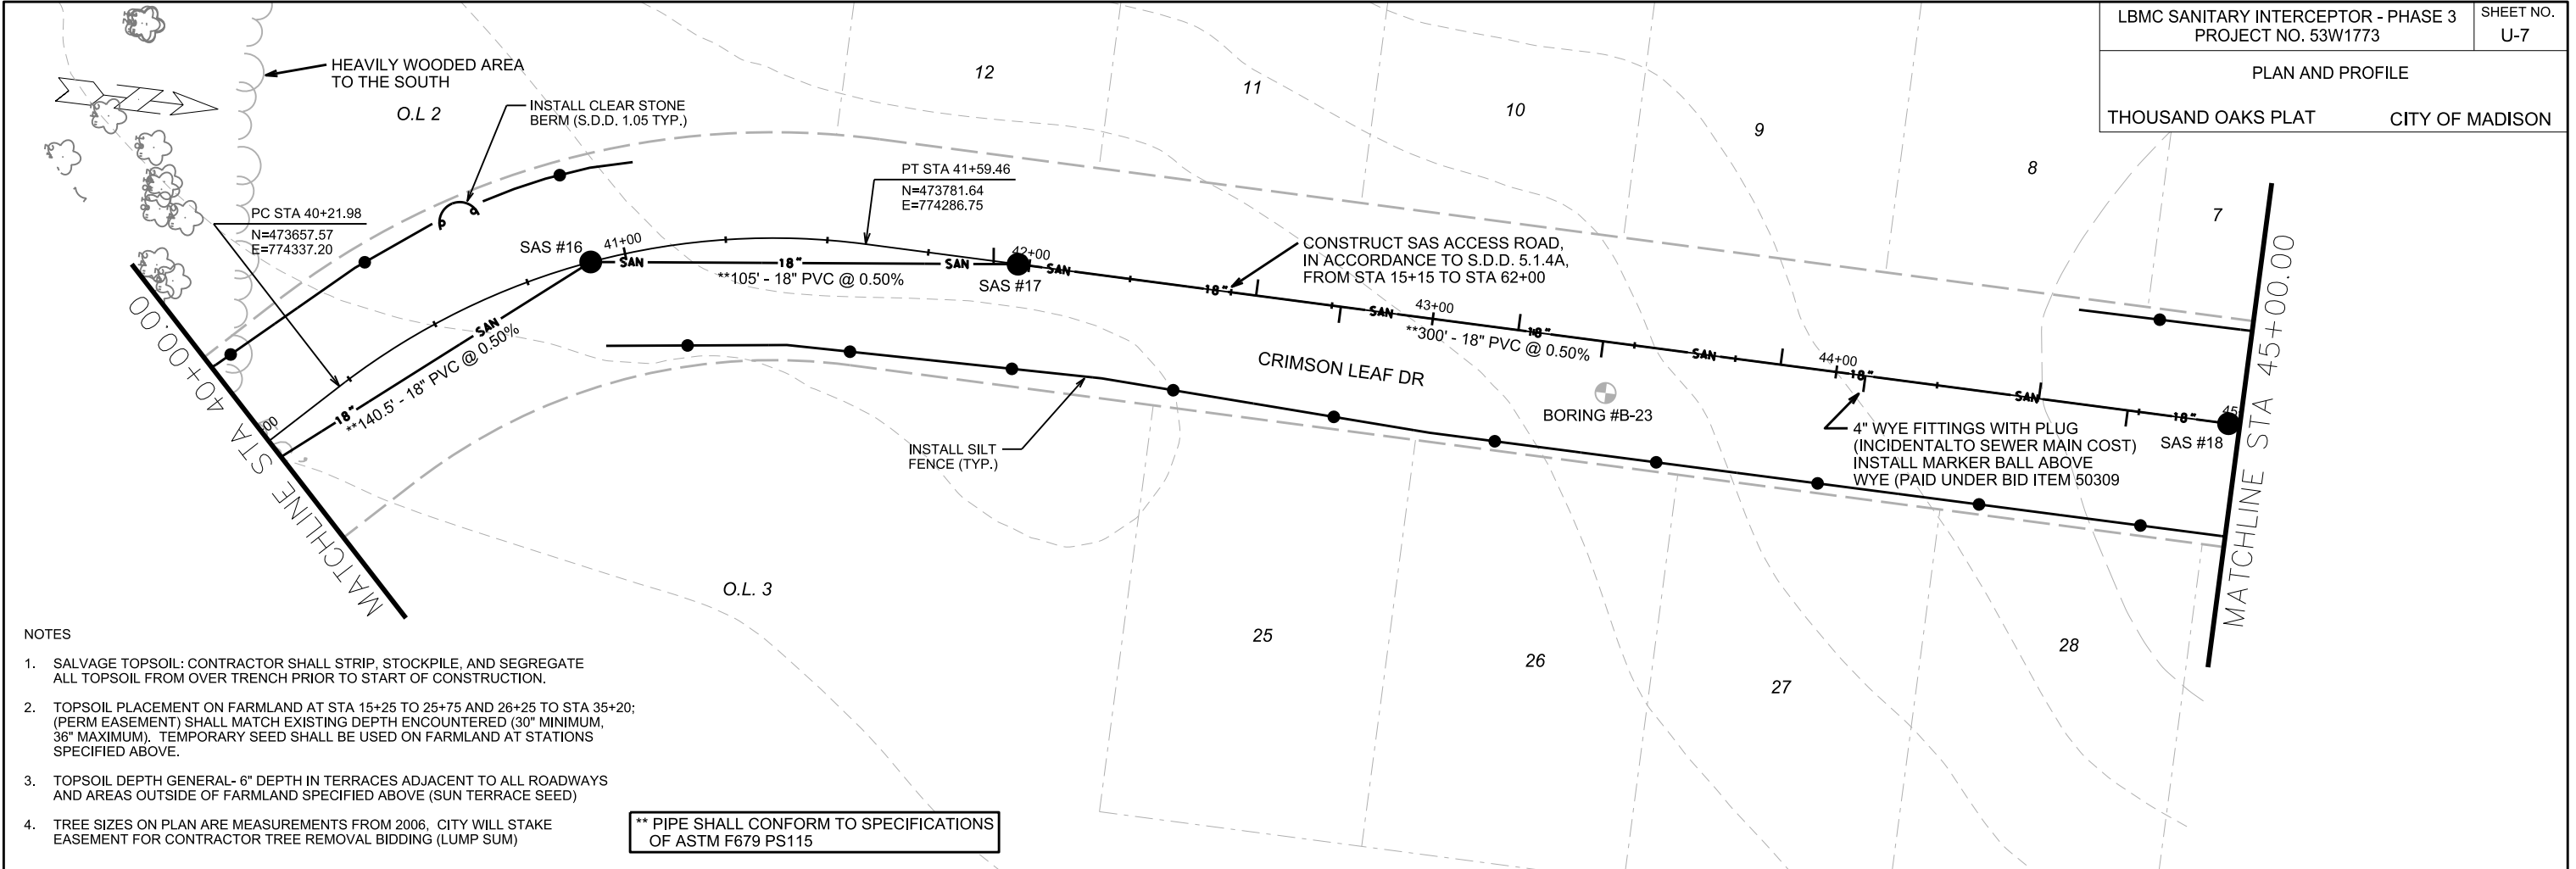 LBMC SANITARY INTERCEPTOR - PHASE 3
PROJECT NO. 53W1773
SHEET NO.
U-7
PLAN AND PROFILE
THOUSAND OAKS PLAT
CITY OF MADISON
HEAVILY WOODED AREA
TO THE SOUTH
O.L 2
INSTALL CLEAR STONE
BERM (S.D.D. 1.05 TYP.)
12
11
10
9
8
7
PC STA 40+21.98
N=473657.57
E=774337.20
PT STA 41+59.46
N=473781.64
E=774286.75
SAS #16
41+00
SAN
18"
SAN
**105' - 18" PVC @ 0.50%
42+00
SAS #17
SAN
CONSTRUCT SAS ACCESS ROAD,
IN ACCORDANCE TO S.D.D. 5.1.4A,
FROM STA 15+15 TO STA 62+00
18"
SAN
43+00
18"
**300' - 18" PVC @ 0.50%
SAN
44+00
18"
SAN
18"
45
SAS #18
MATCHLINE STA 45+00.00
MATCHLINE STA 40+00.00
00
18"
SAN
**140.5' - 18" PVC @ 0.50%
CRIMSON LEAF DR
BORING #B-23
INSTALL SILT
FENCE (TYP.)
4" WYE FITTINGS WITH PLUG
(INCIDENTALTO SEWER MAIN COST)
INSTALL MARKER BALL ABOVE
WYE (PAID UNDER BID ITEM 50309
O.L. 3
25
26
27
28
NOTES
1. SALVAGE TOPSOIL: CONTRACTOR SHALL STRIP, STOCKPILE, AND SEGREGATE
ALL TOPSOIL FROM OVER TRENCH PRIOR TO START OF CONSTRUCTION.
2. TOPSOIL PLACEMENT ON FARMLAND AT STA 15+25 TO 25+75 AND 26+25 TO STA 35+20;
(PERM EASEMENT) SHALL MATCH EXISTING DEPTH ENCOUNTERED (30" MINIMUM,
36" MAXIMUM). TEMPORARY SEED SHALL BE USED ON FARMLAND AT STATIONS
SPECIFIED ABOVE.
3. TOPSOIL DEPTH GENERAL- 6" DEPTH IN TERRACES ADJACENT TO ALL ROADWAYS
AND AREAS OUTSIDE OF FARMLAND SPECIFIED ABOVE (SUN TERRACE SEED)
4. TREE SIZES ON PLAN ARE MEASUREMENTS FROM 2006, CITY WILL STAKE
EASEMENT FOR CONTRACTOR TREE REMOVAL BIDDING (LUMP SUM)
** PIPE SHALL CONFORM TO SPECIFICATIONS
OF ASTM F679 PS115